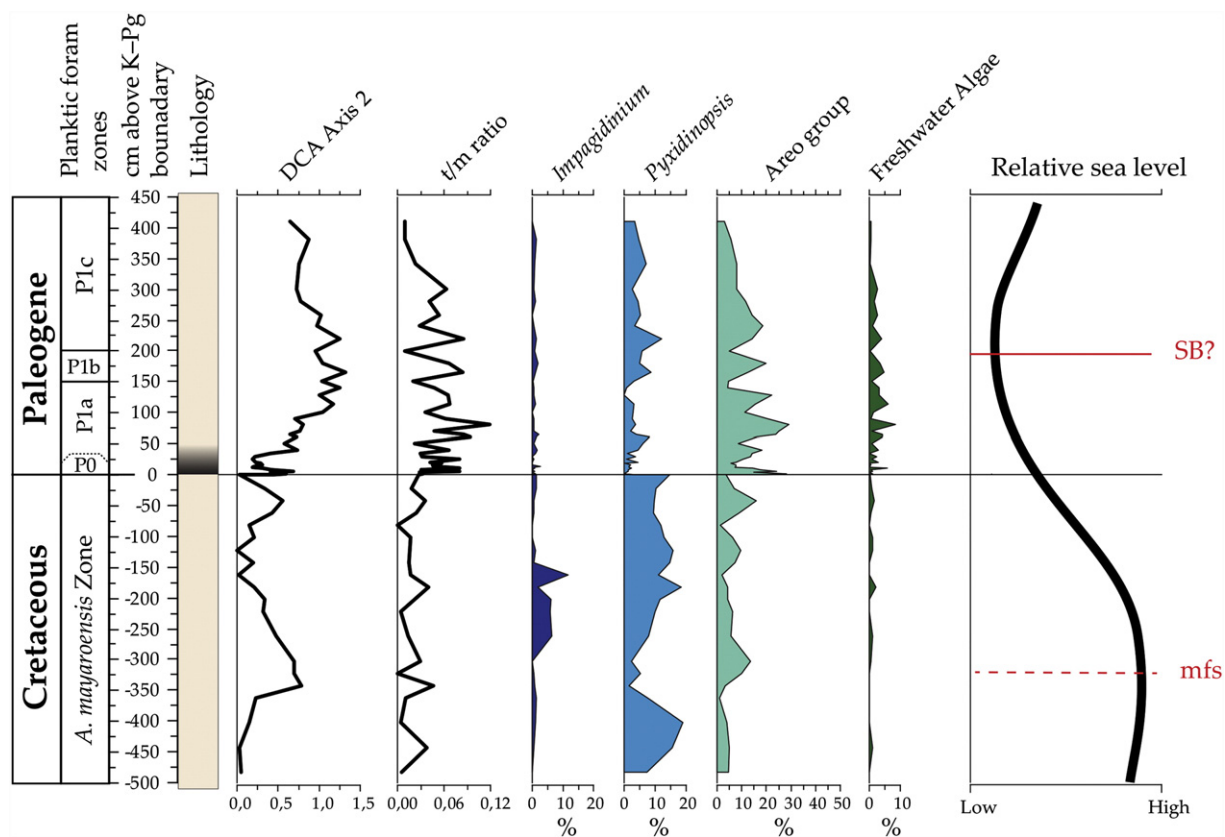 Planktic foram
zones
cm above K–Pg
bounadary
Lithology
DCA Axis 2
t/m ratio
Impagidinium
Pyxidinopsis
Areo group
Freshwater Algae
Relative sea level
Paleogene
Cretaceous
P1c
P1b
P1a
P0
A. mayaroensis Zone
450
400
350
300
250
200
150
100
50
0
-50
-100
-150
-200
-250
-300
-350
-400
-450
-500
SB?
mfs
0,0 0,5 1,0 1,5
0,00 0,06 0,12
0 10 20
0 10 20
0 10 20 30 40 50
0 10
Low High
% % % %